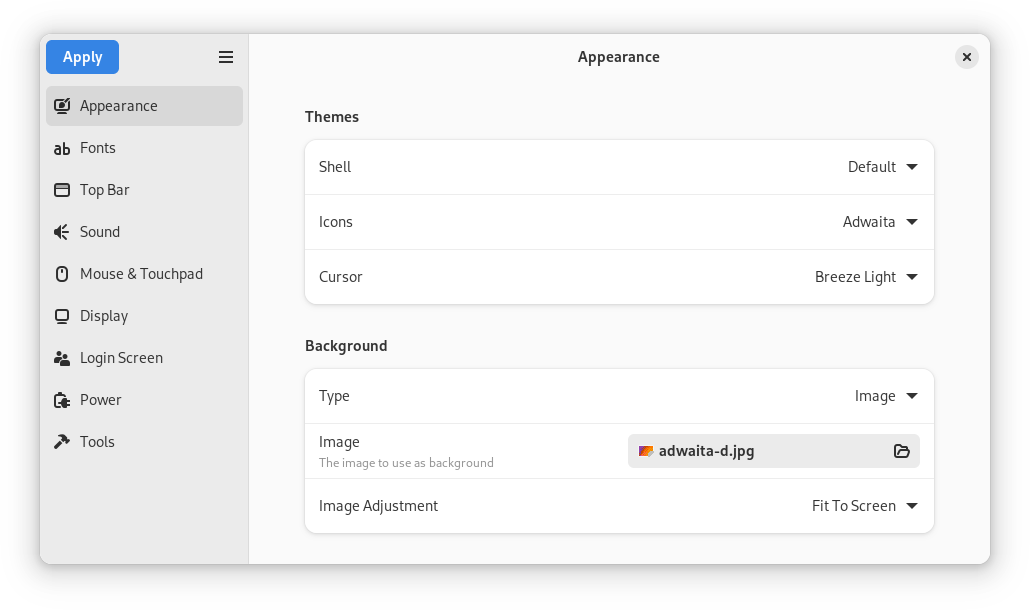 Apply
Appearance
Appearance
Fonts
Top Bar
Sound
Mouse & Touchpad
Display
Login Screen
Power
Tools
Themes
Shell Default
Icons Adwaita
Cursor Breeze Light
Background
Type Image
Image
The image to use as background
adwaita-d.jpg
Image Adjustment Fit To Screen